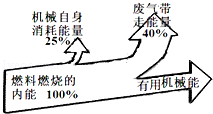 机械自身
消耗能量
25%
废气带
走能量
40%
燃料燃烧的
内能 100%
有用机械能